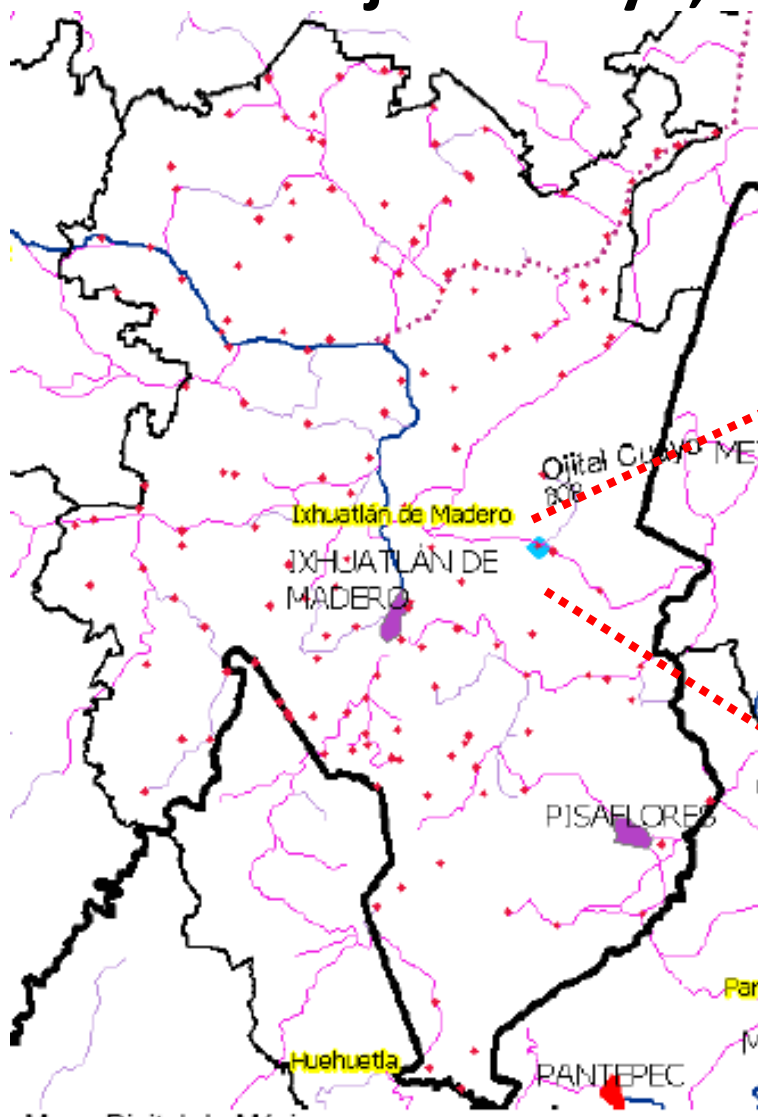 Ojital Cuayo
808
Ixhuatlán de Madero
IXHUATLÁN DE
MADERO
PISAFLORES
Huehuetla
PANTEPEC